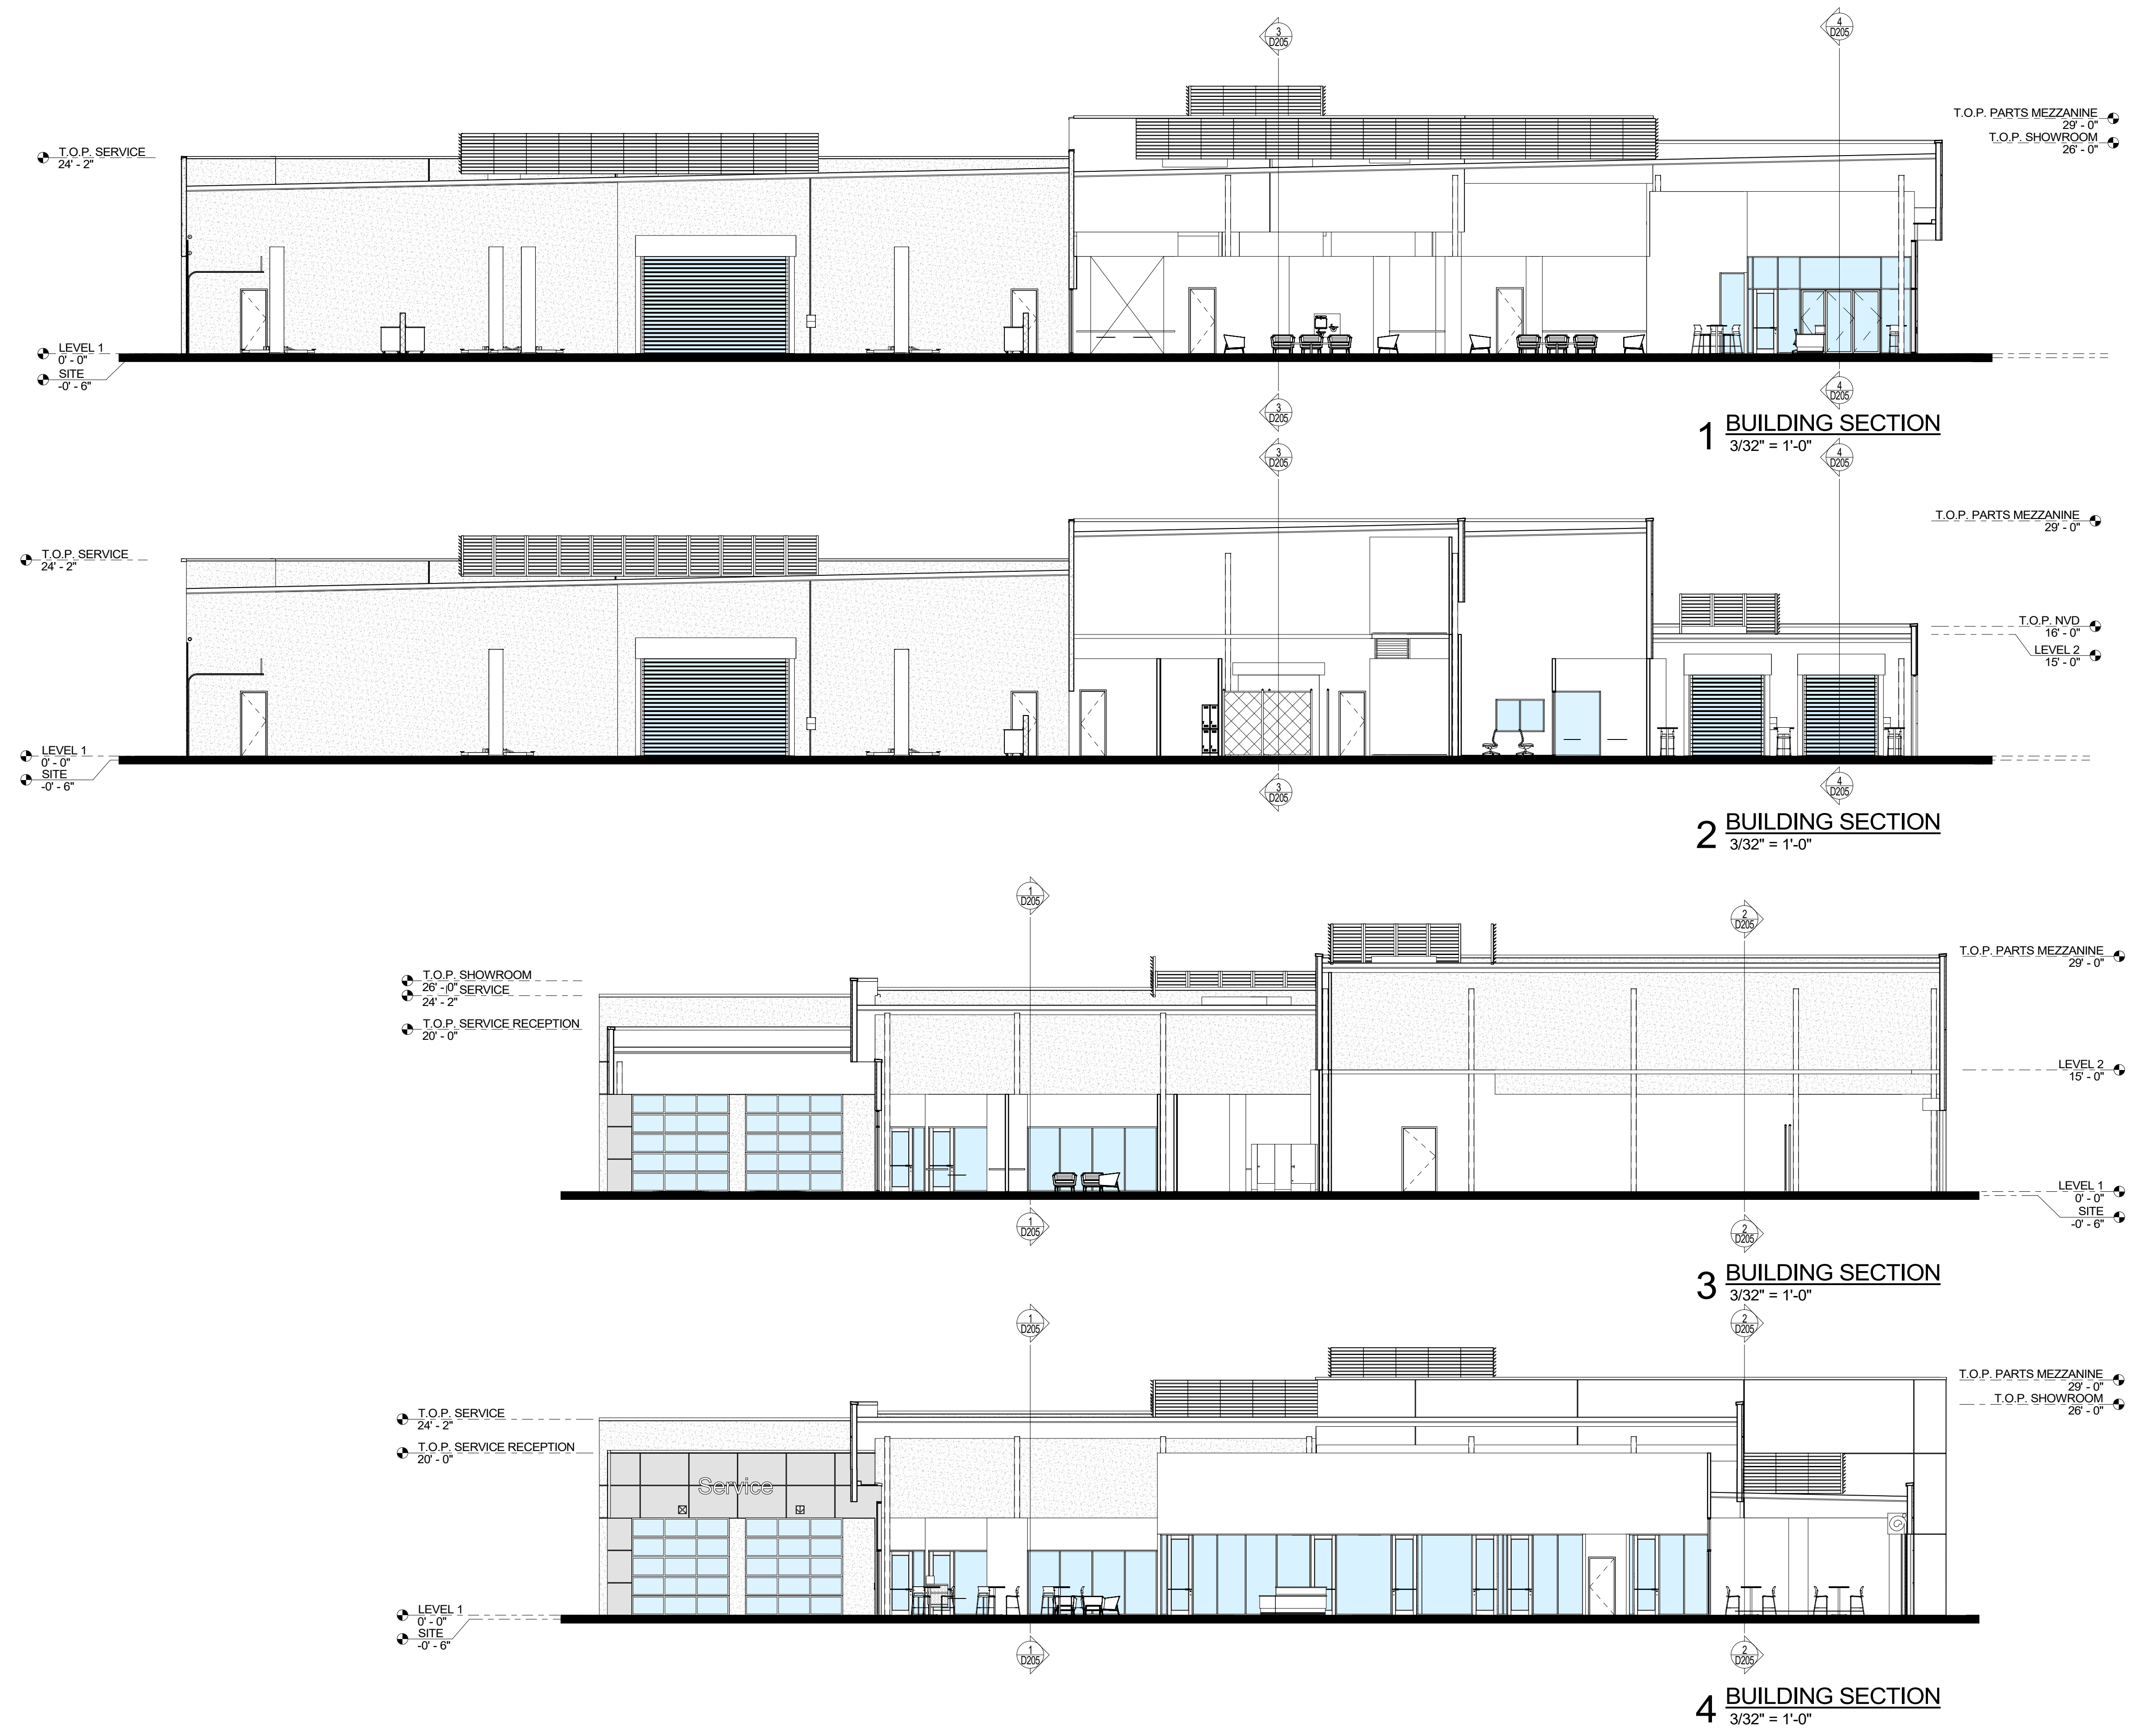 3
D205
4
D205
T.O.P. PARTS MEZZANINE
29' - 0"
T.O.P. SHOWROOM
26' - 0"
T.O.P. SERVICE
24' - 2"
LEVEL 1
0' - 0"
SITE
-0' - 6"
3
D205
4
D205
1 BUILDING SECTION
3/32" = 1'-0"
3
D205
4
D205
T.O.P. PARTS MEZZANINE
29' - 0"
T.O.P. SERVICE
24' - 2"
T.O.P. NVD
16' - 0"
LEVEL 2
15' - 0"
LEVEL 1
0' - 0"
SITE
-0' - 6"
3
D205
4
D205
2 BUILDING SECTION
3/32" = 1'-0"
1
D205
2
D205
T.O.P. SHOWROOM
26' - 0"
SERVICE
24' - 2"
T.O.P. SERVICE RECEPTION
20' - 0"
T.O.P. PARTS MEZZANINE
29' - 0"
LEVEL 2
15' - 0"
LEVEL 1
0' - 0"
SITE
-0' - 6"
1
D205
2
D205
3 BUILDING SECTION
3/32" = 1'-0"
1
D205
2
D205
T.O.P. PARTS MEZZANINE
29' - 0"
T.O.P. SHOWROOM
26' - 0"
T.O.P. SERVICE
24' - 2"
T.O.P. SERVICE RECEPTION
20' - 0"
Service
LEVEL 1
0' - 0"
SITE
-0' - 6"
1
D205
2
D205
4 BUILDING SECTION
3/32" = 1'-0"